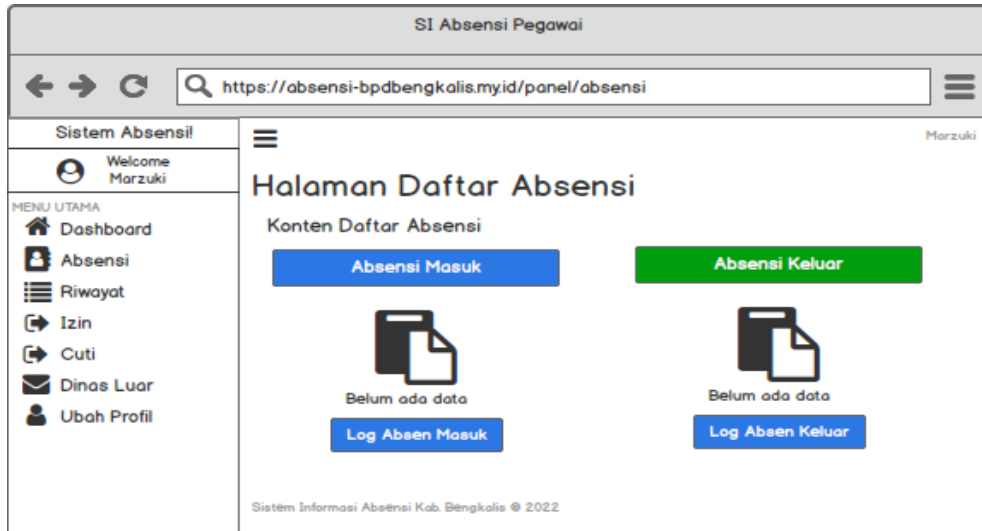 SI Absensi Pegawai
https://absensi-bpdbengkalis.my.id/panel/absensi
Sistem Absensi!
Welcome
Marzuki
MENU UTAMA
Dashboard
Absensi
Riwayat
Izin
Cuti
Dinas Luar
Ubah Profil
Marzuki
Halaman Daftar Absensi
Konten Daftar Absensi
Absensi Masuk
Absensi Keluar
Belum ada data
Belum ada data
Log Absen Masuk
Log Absen Keluar
Sistem Informasi Absensi Kab. Bengkalis © 2022